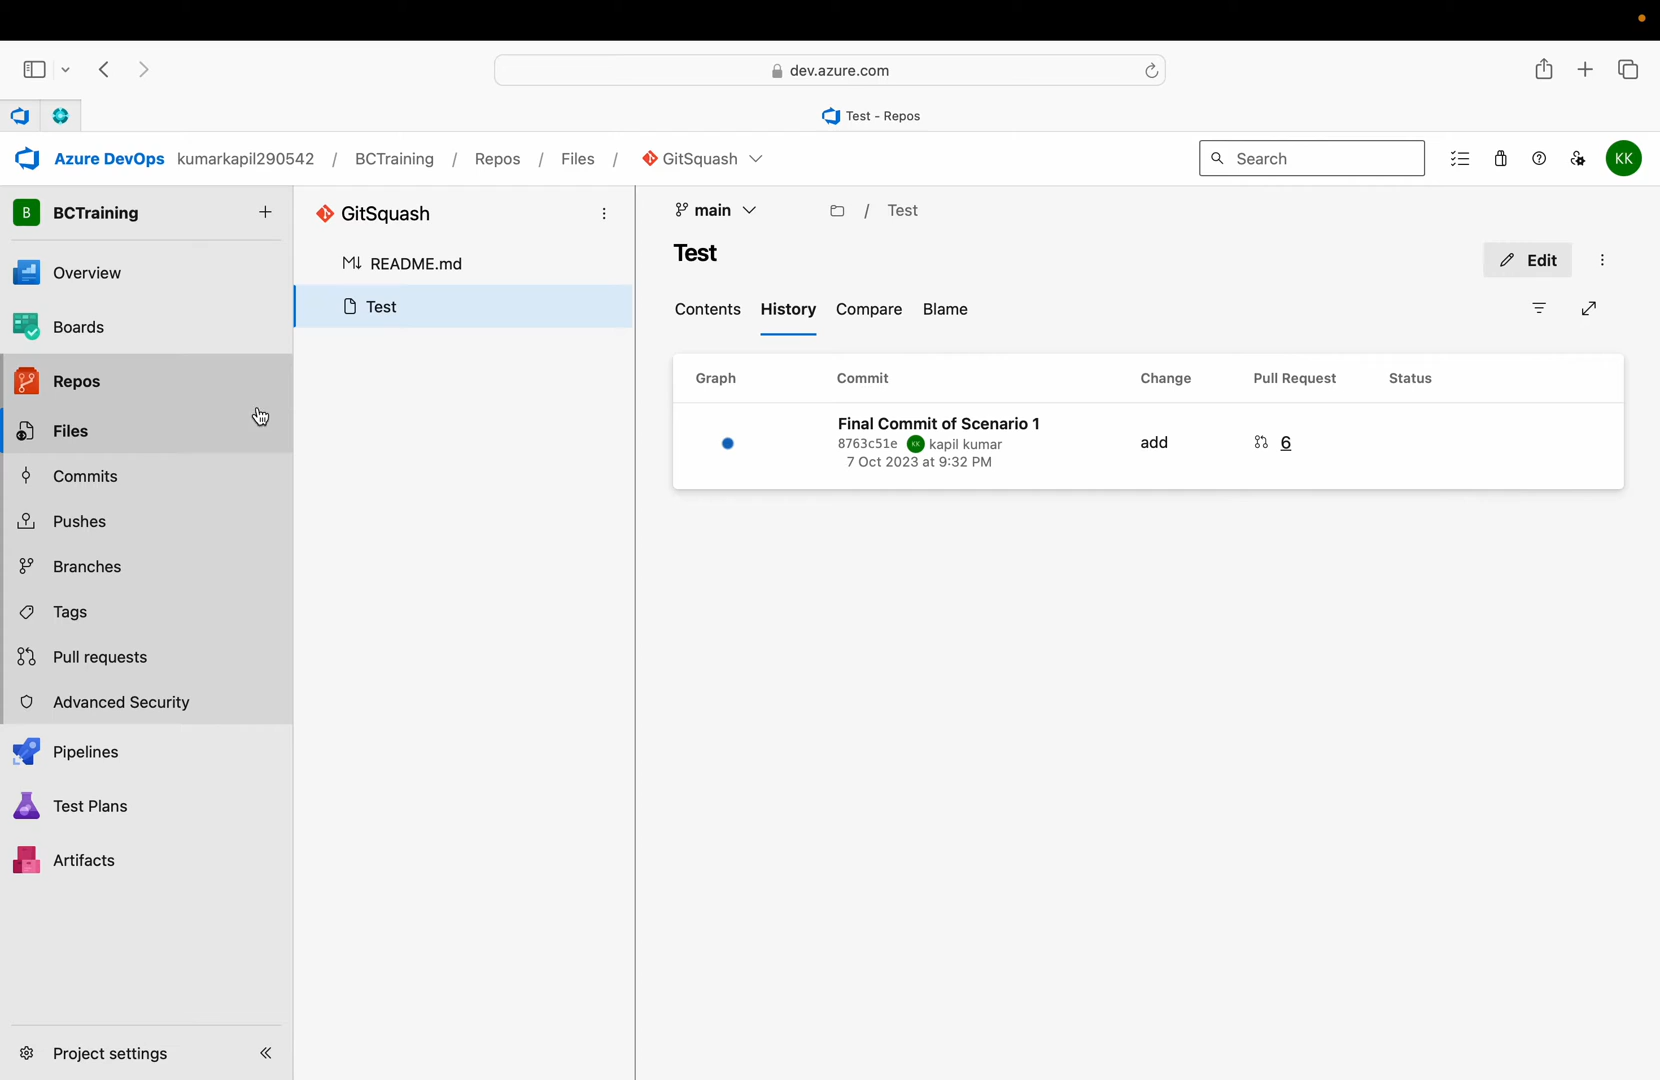 dev.azure.com
Test - Repos
Azure DevOps kumarkapil290542 / BCTraining / Repos / Files / GitSquash
Search
KK
B BCTraining
Overview
Boards
Repos
Files
Commits
Pushes
Branches
Tags
Pull requests
Advanced Security
Pipelines
Test Plans
Artifacts
Project settings
GitSquash
M↓ README.md
Test
main / Test
Test
Edit
Contents History Compare Blame
Graph Commit Change Pull Request Status
Final Commit of Scenario 1
8763c51e KK kapil kumar add 6
7 Oct 2023 at 9:32 PM